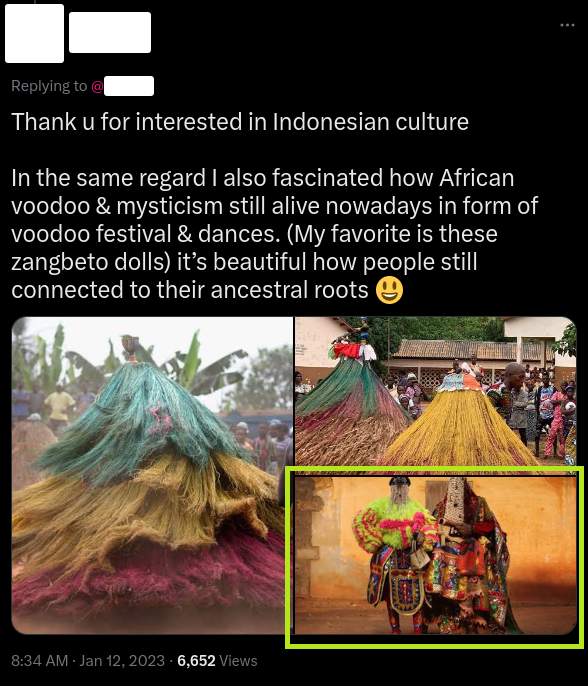 Replying to @
Thank u for interested in Indonesian culture
In the same regard I also fascinated how African
voodoo & mysticism still alive nowadays in form of
voodoo festival & dances. (My favorite is these
zangbeto dolls) it’s beautiful how people still
connected to their ancestral roots 😃
8:34 AM · Jan 12, 2023 · 6,652 Views